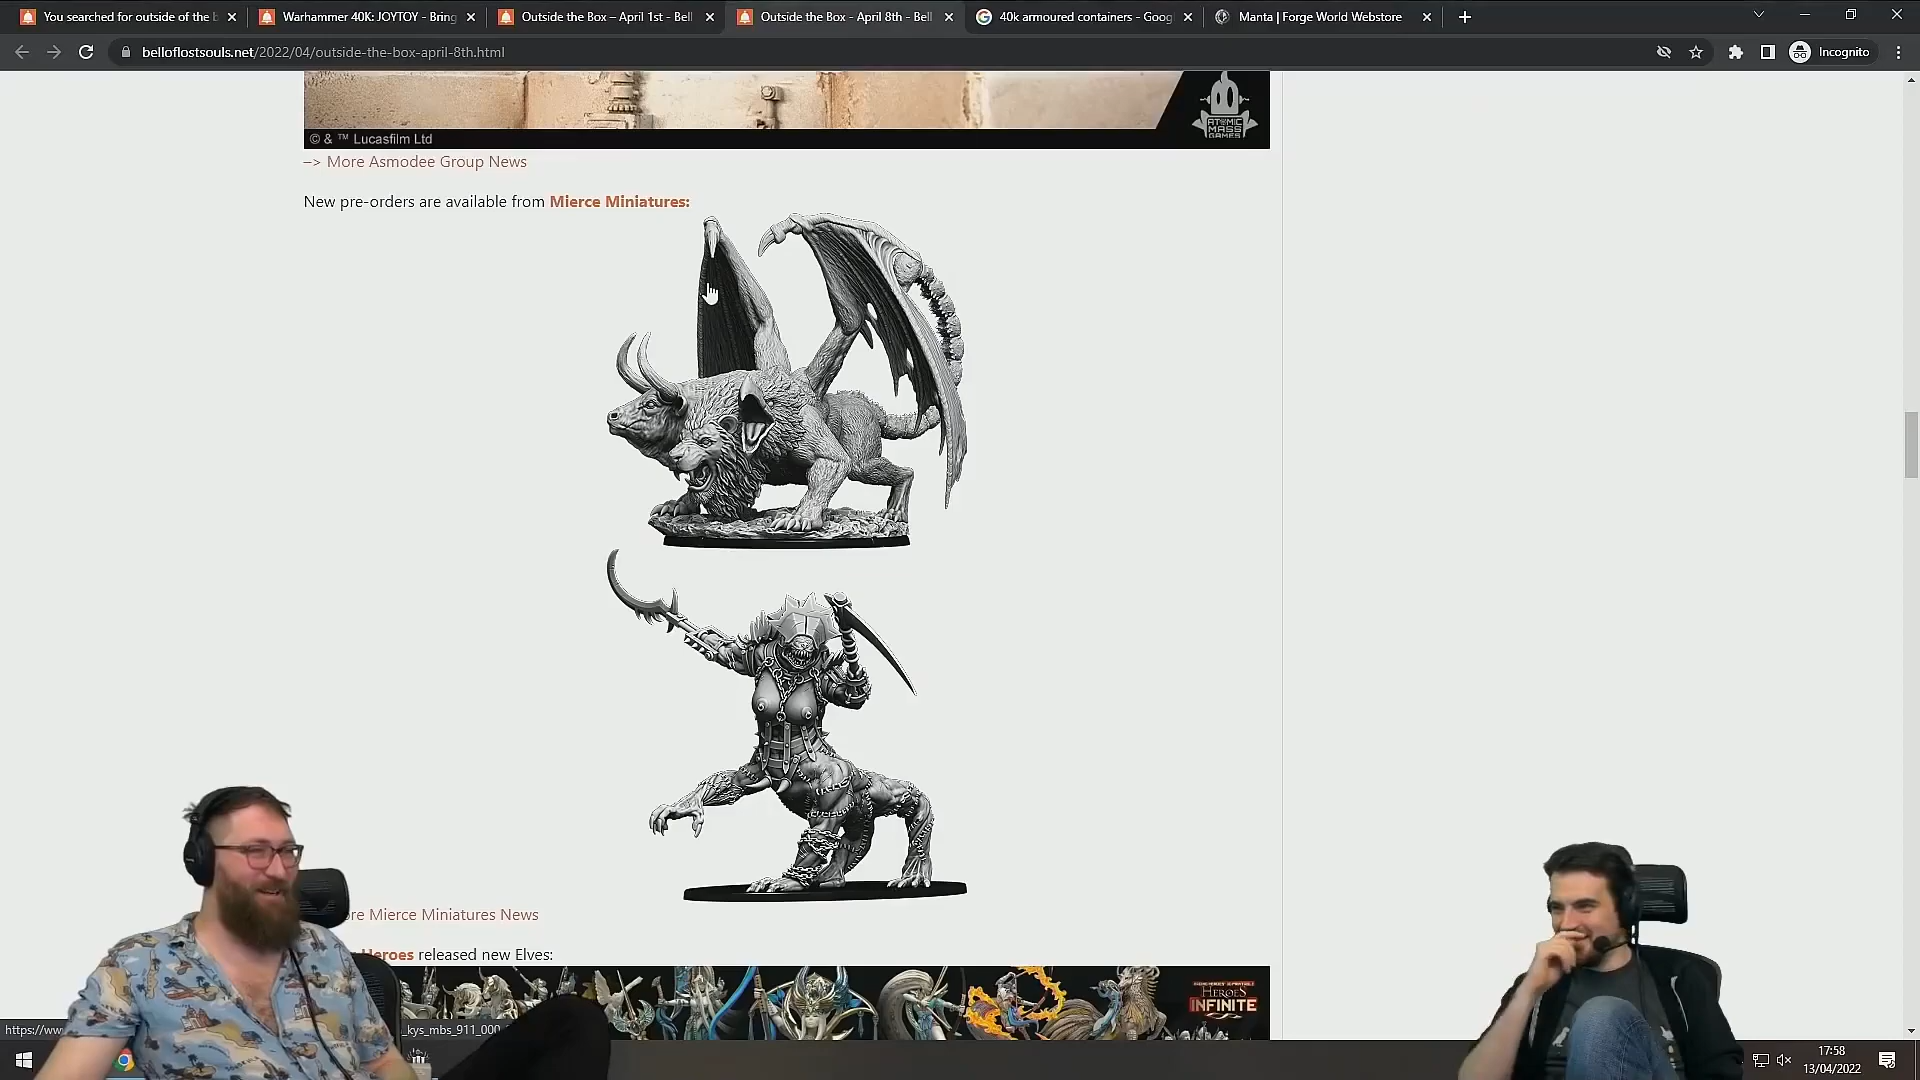 You searched for outside of the b
Warhammer 40K: JOYTOY - Bring
Outside the Box – April 1st - Bell
Outside the Box - April 8th - Bell
40k armoured containers - Goog
Manta | Forge World Webstore
belloflostsouls.net/2022/04/outside-the-box-april-8th.html
Incognito
ATOMIC
MASS
GAMES
© & ™ Lucasfilm Ltd
–> More Asmodee Group News
New pre-orders are available from Mierce Miniatures:
ore Mierce Miniatures News
Heroes released new Elves:
HEROES
INFINITE
https://ww
_kys_mbs_911_000_
17:58
13/04/2022